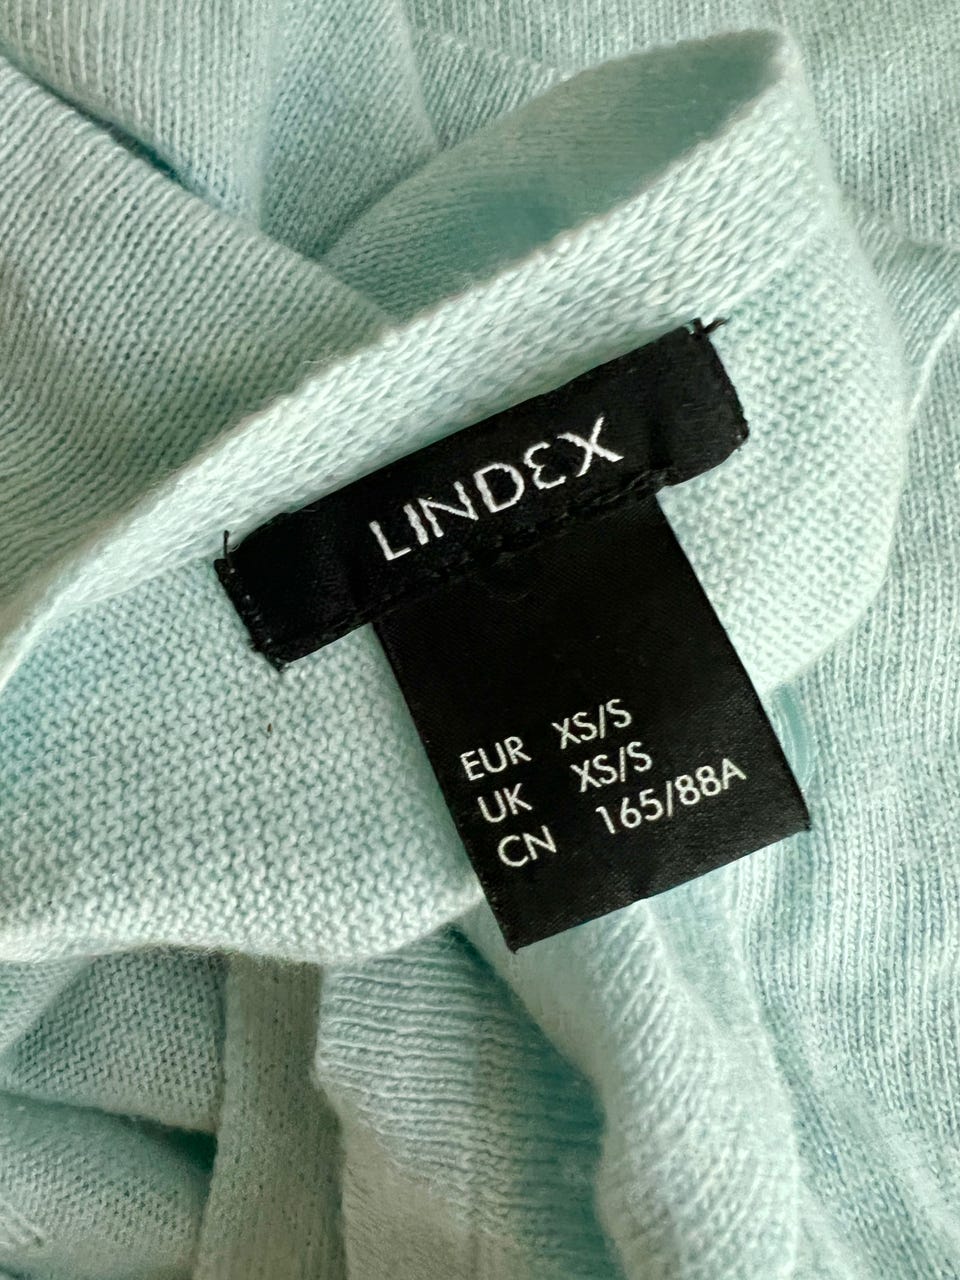 LINDEX
EUR XS/S
UK XS/S
CN 165/88A